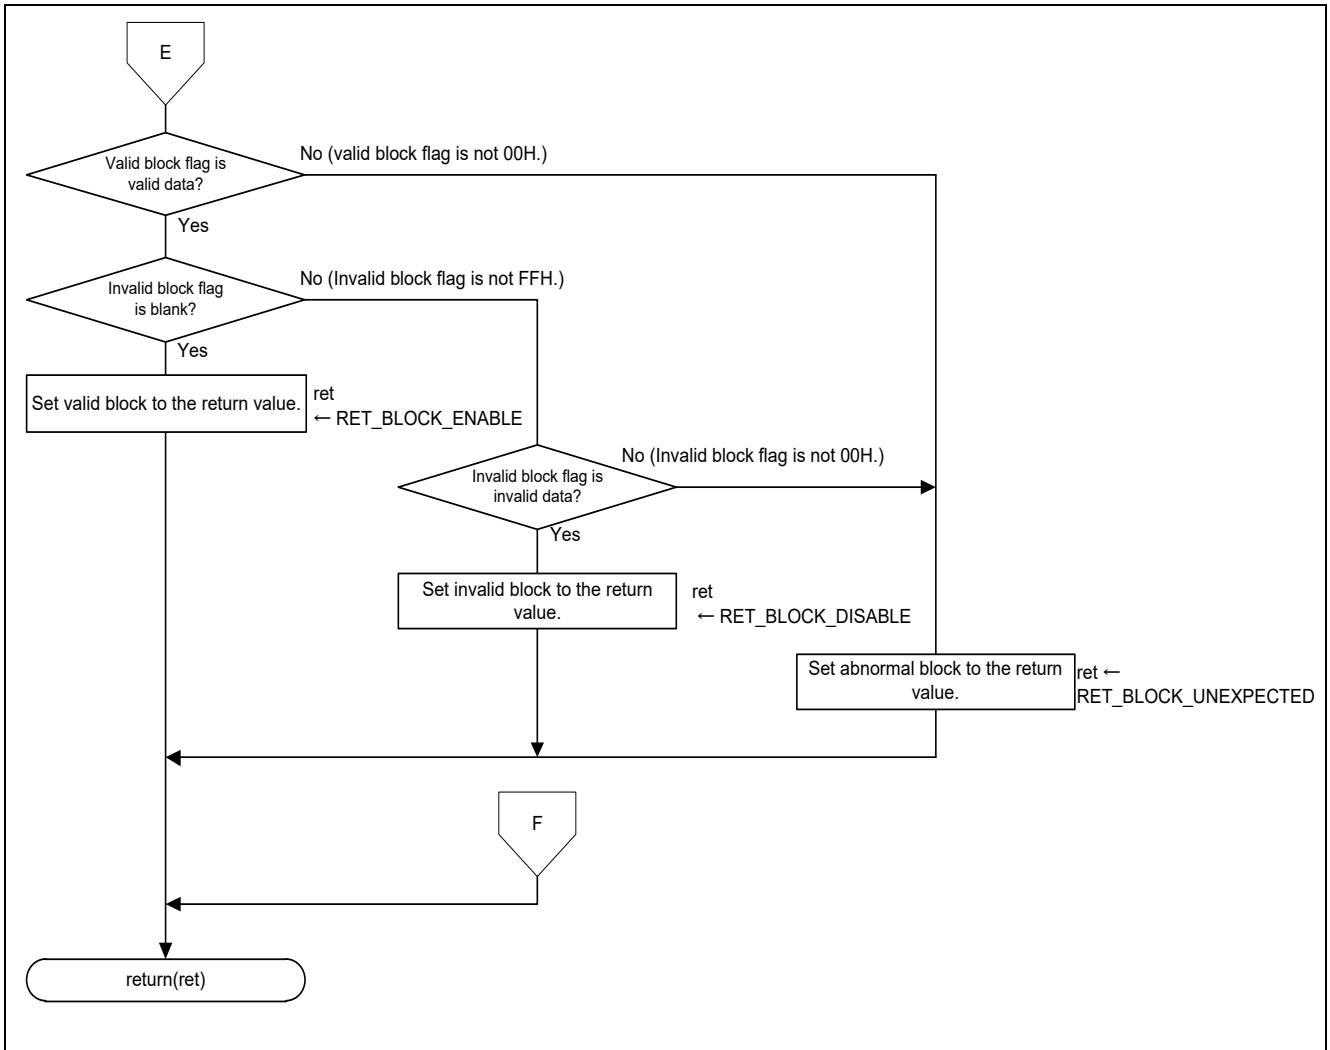 E
Valid block flag is
valid data?
No (valid block flag is not 00H.)
Yes
Invalid block flag
is blank?
No (Invalid block flag is not FFH.)
Yes
Set valid block to the return value.
ret
← RET_BLOCK_ENABLE
Invalid block flag is
invalid data?
No (Invalid block flag is not 00H.)
Yes
Set invalid block to the return
value.
ret
← RET_BLOCK_DISABLE
Set abnormal block to the return
value.
ret ←
RET_BLOCK_UNEXPECTED
F
return(ret)